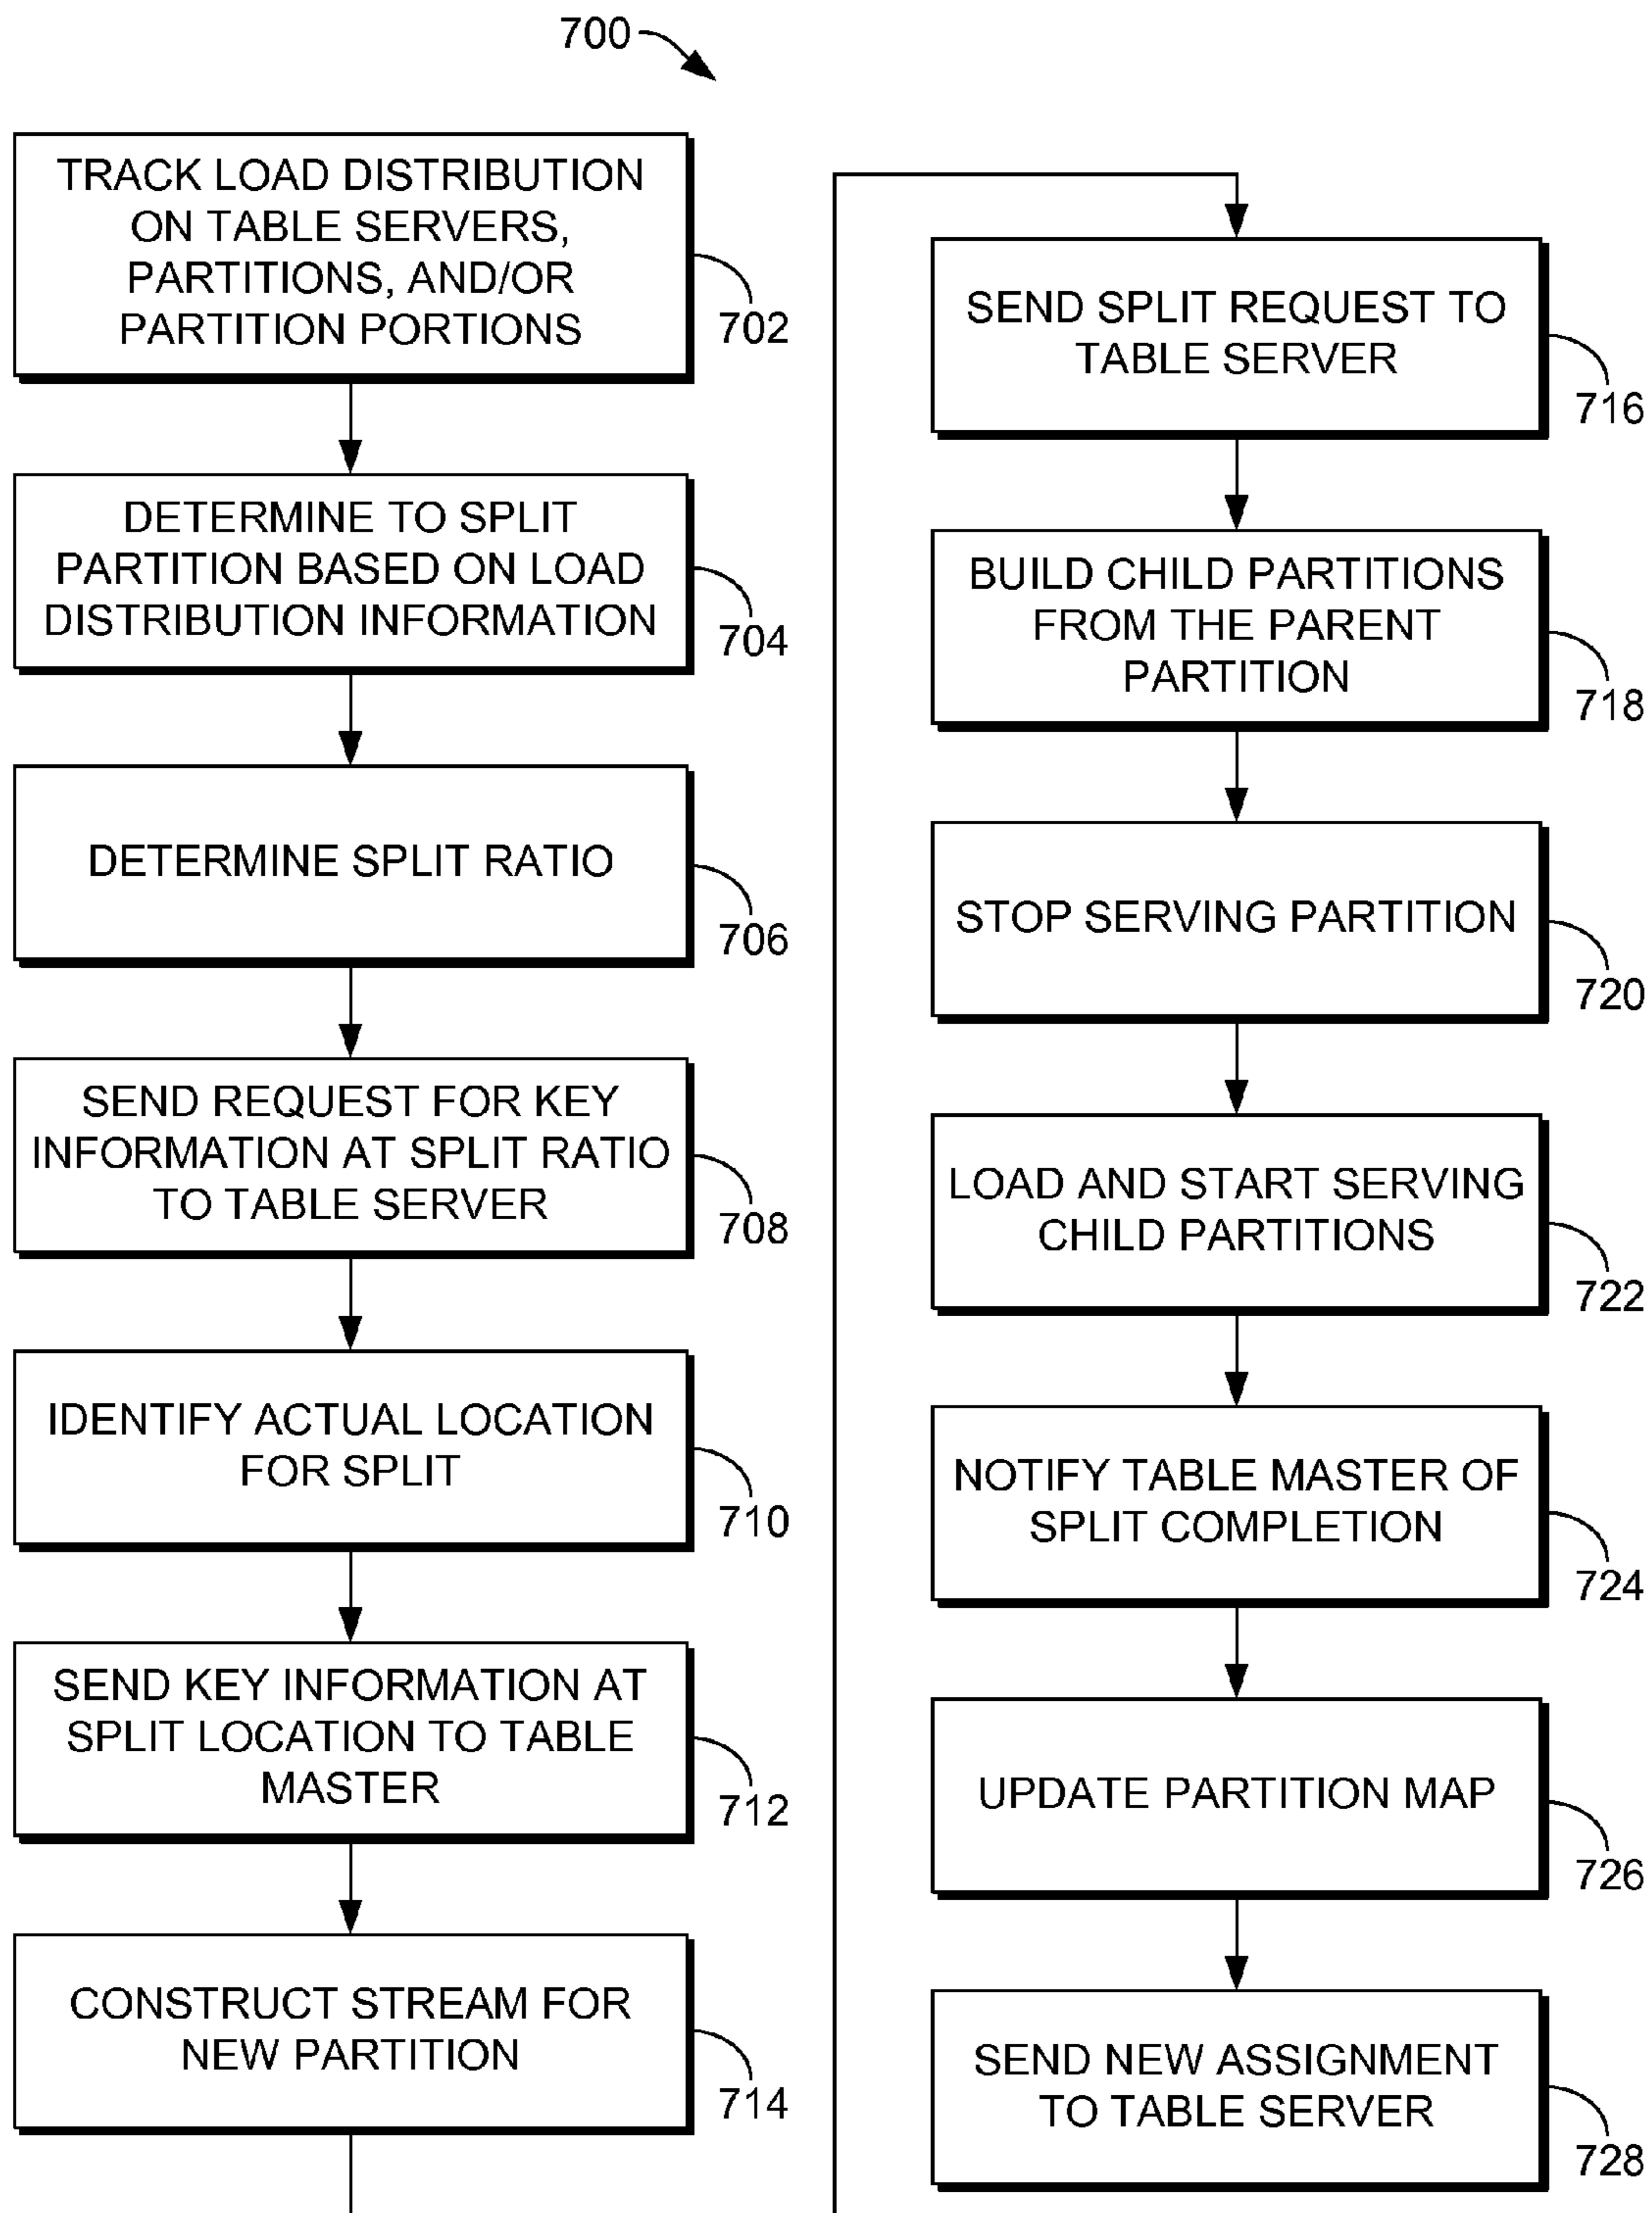 700
TRACK LOAD DISTRIBUTION
ON TABLE SERVERS,
PARTITIONS, AND/OR
PARTITION PORTIONS
702
DETERMINE TO SPLIT
PARTITION BASED ON LOAD
DISTRIBUTION INFORMATION
704
DETERMINE SPLIT RATIO
706
SEND REQUEST FOR KEY
INFORMATION AT SPLIT RATIO
TO TABLE SERVER
708
IDENTIFY ACTUAL LOCATION
FOR SPLIT
710
SEND KEY INFORMATION AT
SPLIT LOCATION TO TABLE
MASTER
712
CONSTRUCT STREAM FOR
NEW PARTITION
714
SEND SPLIT REQUEST TO
TABLE SERVER
716
BUILD CHILD PARTITIONS
FROM THE PARENT
PARTITION
718
STOP SERVING PARTITION
720
LOAD AND START SERVING
CHILD PARTITIONS
722
NOTIFY TABLE MASTER OF
SPLIT COMPLETION
724
UPDATE PARTITION MAP
726
SEND NEW ASSIGNMENT
TO TABLE SERVER
728